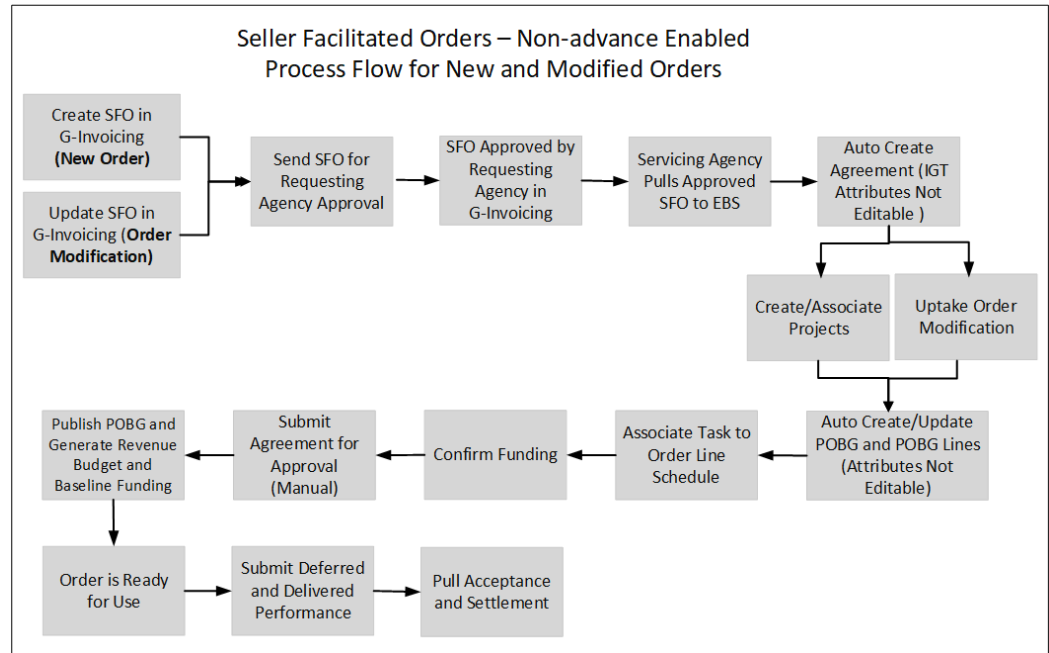 Seller Facilitated Orders – Non-advance Enabled
Process Flow for New and Modified Orders
Create SFO in
G-Invoicing
(New Order)
Update SFO in
G-Invoicing (Order
Modification)
Send SFO for
Requesting
Agency Approval
SFO Approved by
Requesting
Agency in
G-Invoicing
Servicing Agency
Pulls Approved
SFO to EBS
Auto Create
Agreement (IGT
Attributes Not
Editable )
Create/Associate
Projects
Uptake Order
Modification
Auto Create/Update
POBG and POBG Lines
(Attributes Not
Editable)
Associate Task to
Order Line
Schedule
Confirm Funding
Submit
Agreement for
Approval
(Manual)
Publish POBG and
Generate Revenue
Budget and
Baseline Funding
Order is Ready
for Use
Submit Deferred
and Delivered
Performance
Pull Acceptance
and Settlement